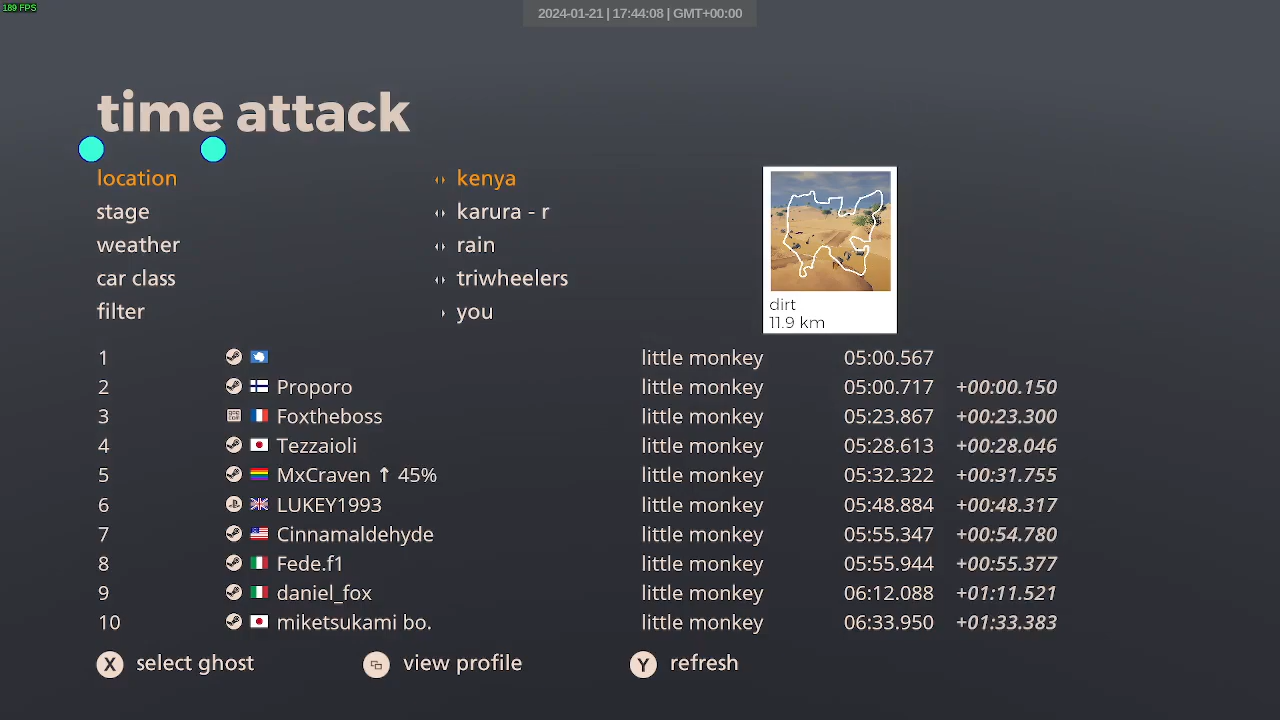 189 FPS
2024-01-21 | 17:44:08 | GMT+00:00
time attack
location kenya
stage karura - r
weather rain
car class triwheelers
filter you
dirt
11.9 km
1 little monkey 05:00.567
2 Proporo little monkey 05:00.717 +00:00.150
3 Foxtheboss little monkey 05:23.867 +00:23.300
4 Tezzaioli little monkey 05:28.613 +00:28.046
5 MxCraven ↑ 45% little monkey 05:32.322 +00:31.755
6 LUKEY1993 little monkey 05:48.884 +00:48.317
7 Cinnamaldehyde little monkey 05:55.347 +00:54.780
8 Fede.f1 little monkey 05:55.944 +00:55.377
9 daniel_fox little monkey 06:12.088 +01:11.521
10 miketsukami bo. little monkey 06:33.950 +01:33.383
X select ghost view profile Y refresh